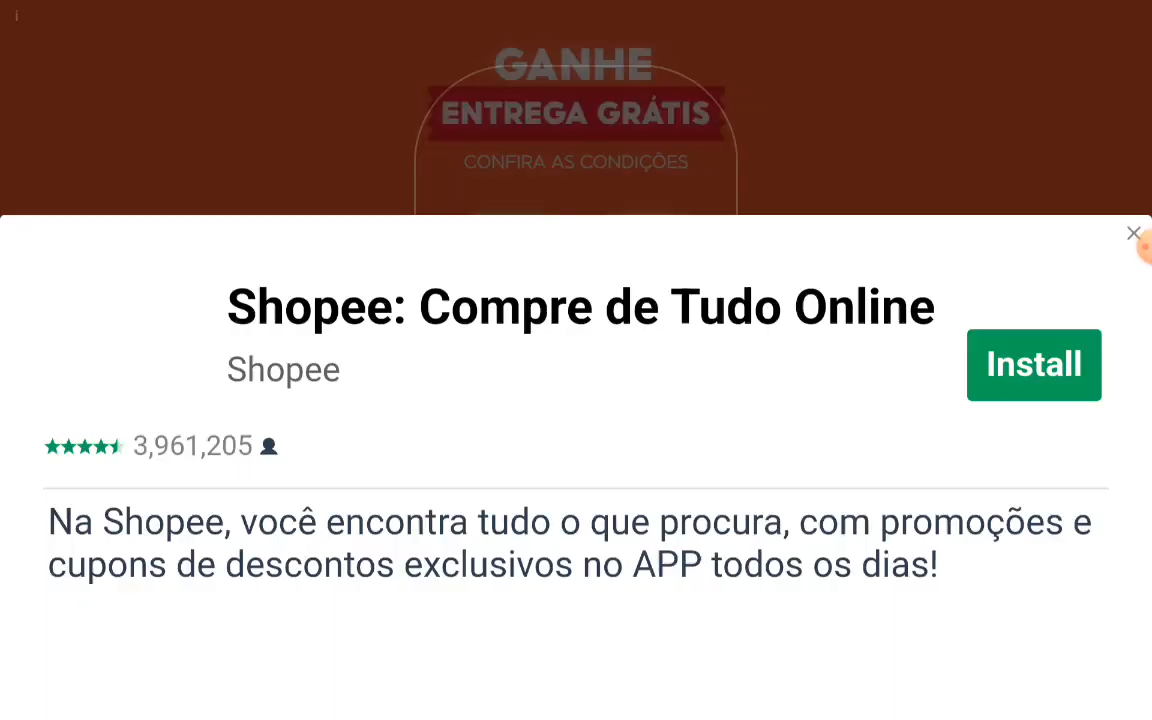 i
GANHE
ENTREGA GRÁTIS
CONFIRA AS CONDIÇÕES
Shopee: Compre de Tudo Online
Shopee
Install
3,961,205
Na Shopee, você encontra tudo o que procura, com promoções e
cupons de descontos exclusivos no APP todos os dias!